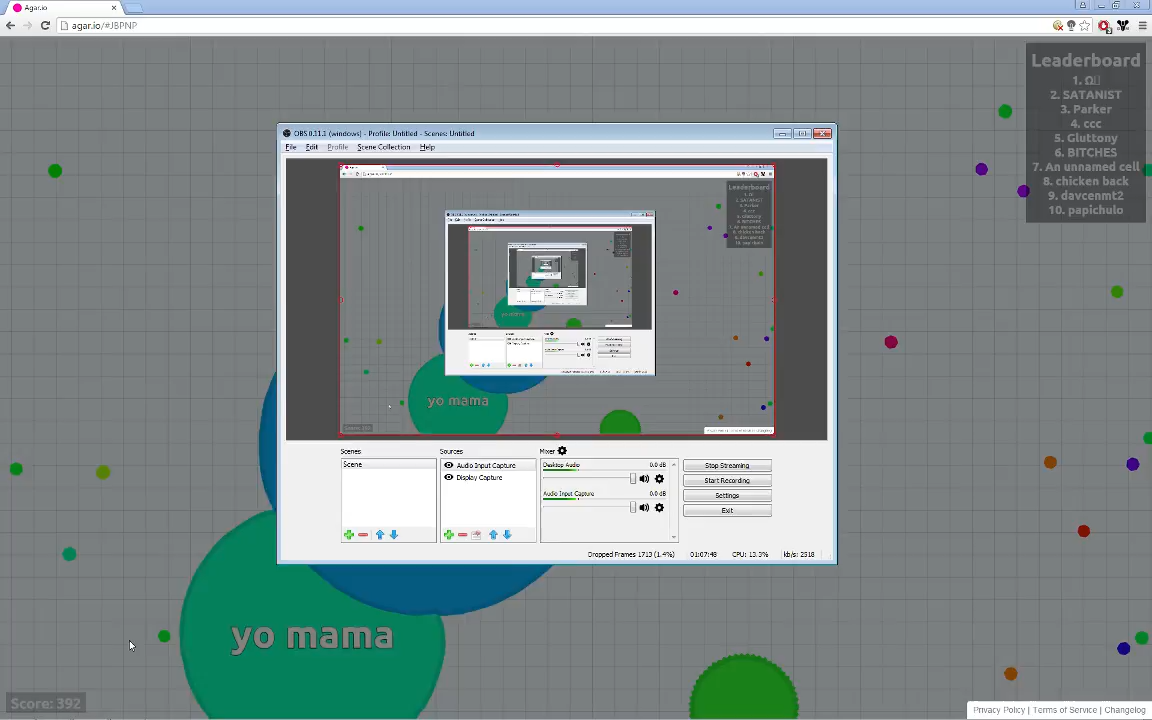 Agar.io
agar.io/#JBPNP
Leaderboard
2. SATANIST
3. Parker
4. ccc
5. Gluttony
6. BITCHES
7. An unnamed cell
8. chicken back
9. davcenmt2
10. papichulo
OBS 0.11.1 (windows) - Profile: Untitled - Scenes: Untitled
File Edit Profile Scene Collection Help
Leaderboard
yo mama
Scenes
Scene
Sources
Audio Input Capture
Display Capture
Mixer
Desktop Audio 0.0 dB
Audio Input Capture 0.0 dB
Stop Streaming
Start Recording
Settings
Exit
Dropped Frames 1713 (1.4%) 01:07:48 CPU: 13.3% kb/s: 2518
yo mama
Score: 392
Privacy Policy | Terms of Service | Changelog